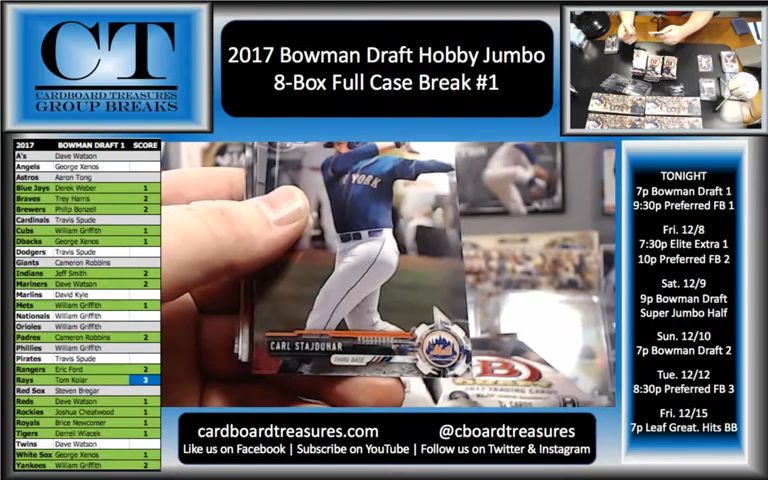 CT
CARDBOARD TREASURES
GROUP BREAKS
2017 Bowman Draft Hobby Jumbo
8-Box Full Case Break #1
2017 BOWMAN DRAFT 1 SCORE
A's Dave Watson
Angels George Xenos
Astros Aaron Tong
Blue Jays Derek Weber 1
Braves Trey Harris 2
Brewers Philip Bonzell 2
Cardinals Travis Spude
Cubs William Griffith 1
Dbacks George Xenos 1
Dodgers Travis Spude
Giants Cameron Robbins
Indians Jeff Smith 2
Mariners Dave Watson 2
Marlins David Kyle
Mets William Griffith 1
Nationals William Griffith
Orioles William Griffith
Padres Cameron Robbins 2
Phillies William Griffith
Pirates Travis Spude
Rangers Eric Ford 2
Rays Tom Kolar 3
Red Sox Steven Bregar
Reds Dave Watson 1
Rockies Joshua Cheatwood 1
Royals Brice Newcomer 1
Tigers Darrell Wiacek 1
Twins Dave Watson
White Sox George Xenos 1
Yankees William Griffith 2
YORK
CARL STAJDUHAR
THIRD BASE
METS
B
TONIGHT
7p Bowman Draft 1
9:30p Preferred FB 1
Fri. 12/8
7:30p Elite Extra 1
10p Preferred FB 2
Sat. 12/9
9p Bowman Draft
Super Jumbo Half
Sun. 12/10
7p Bowman Draft 2
Tue. 12/12
8:30p Preferred FB 3
Fri. 12/15
7p Leaf Great. Hits BB
cardboardtreasures.com @cboardtreasures
Like us on Facebook | Subscribe on YouTube | Follow us on Twitter & Instagram